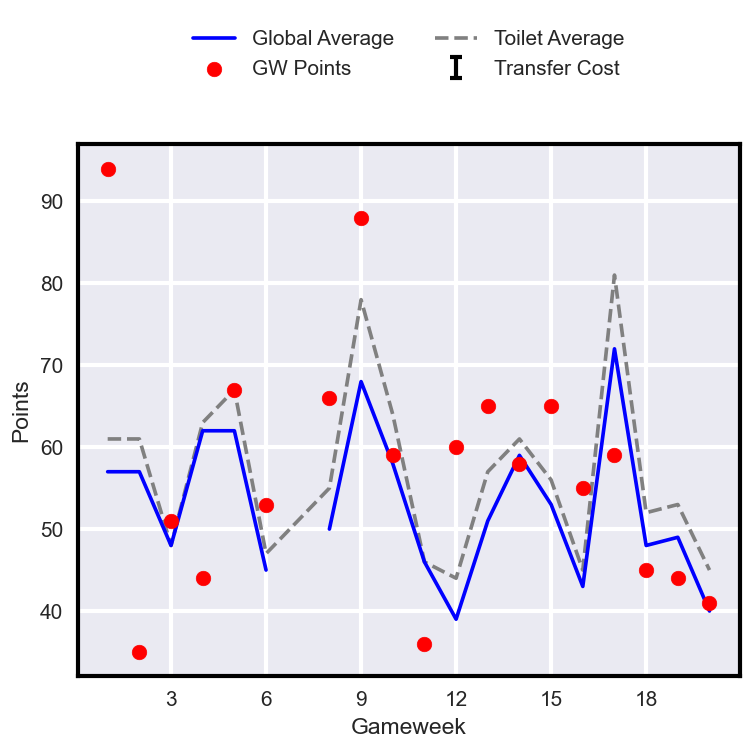 Global Average
GW Points
Toilet Average
Transfer Cost
90
80
70
60
50
40
Points
3 6 9 12 15 18
Gameweek